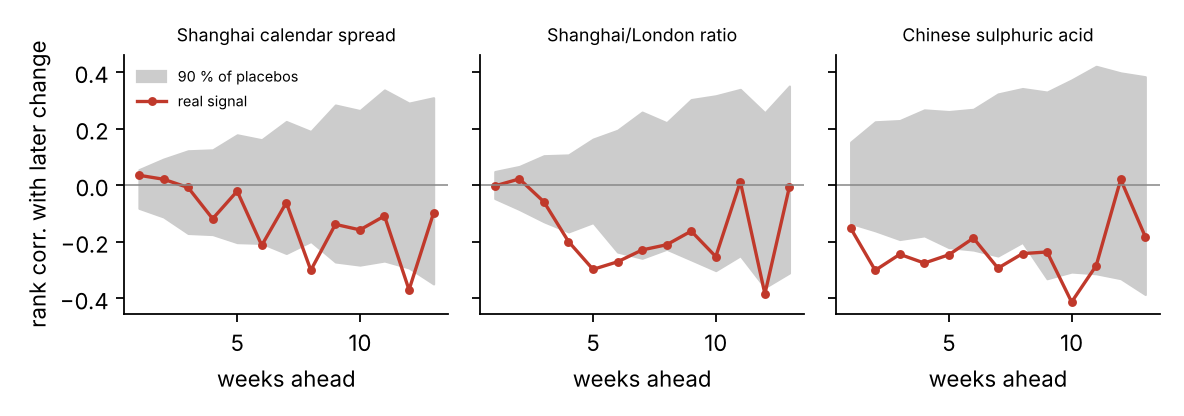 Shanghai calendar spread
Shanghai/London ratio
Chinese sulphuric acid
rank corr. with later change
0.4
0.2
0.0
−0.2
−0.4
90 % of placebos
real signal
5
10
5
10
5
10
weeks ahead
weeks ahead
weeks ahead